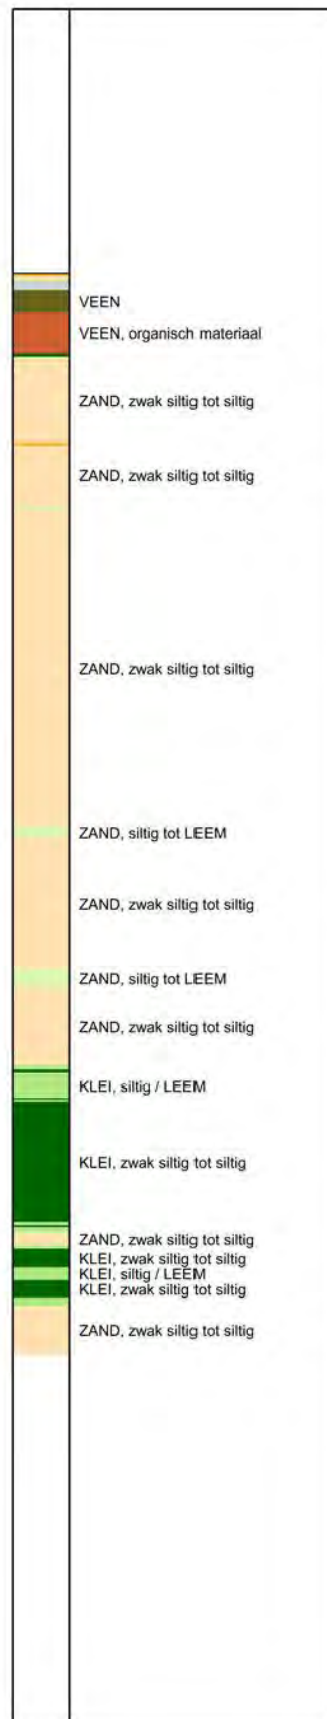 VEEN
VEEN, organisch materiaal
ZAND, zwak siltig tot siltig
ZAND, zwak siltig tot siltig
ZAND, zwak siltig tot siltig
ZAND, siltig tot LEEM
ZAND, zwak siltig tot siltig
ZAND, siltig tot LEEM
ZAND, zwak siltig tot siltig
KLEI, siltig / LEEM
KLEI, zwak siltig tot siltig
ZAND, zwak siltig tot siltig
KLEI, zwak siltig tot siltig
KLEI, siltig / LEEM
KLEI, zwak siltig tot siltig
ZAND, zwak siltig tot siltig